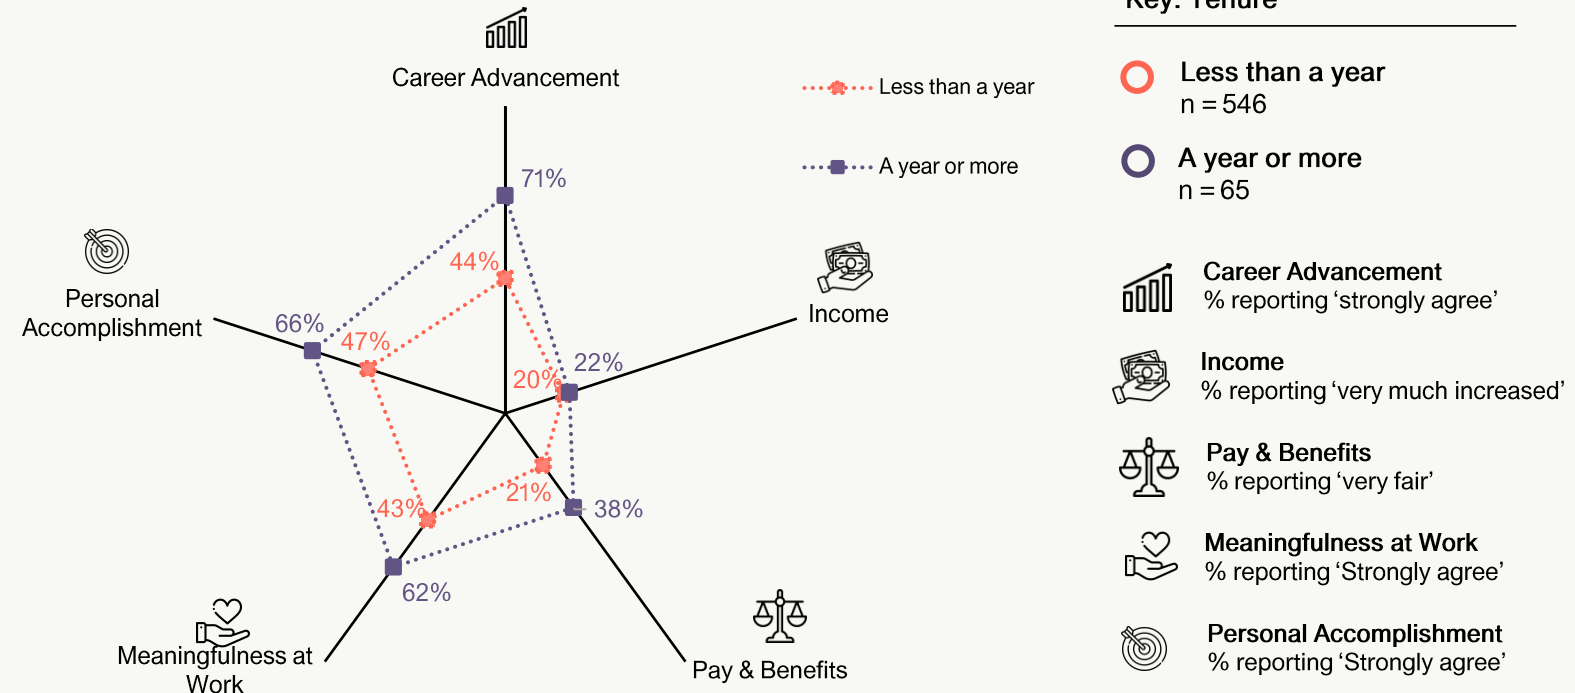 Career Advancement
71%
44%
Personal
Accomplishment
66%
47%
Income
22%
20%
21%
38%
43%
62%
Meaningfulness at
Work
Pay & Benefits
Less than a year
A year or more
Key: Tenure
Less than a year
n = 546
A year or more
n = 65
Career Advancement
% reporting ‘strongly agree’
Income
% reporting ‘very much increased’
Pay & Benefits
% reporting ‘very fair’
Meaningfulness at Work
% reporting ‘Strongly agree’
Personal Accomplishment
% reporting ‘Strongly agree’